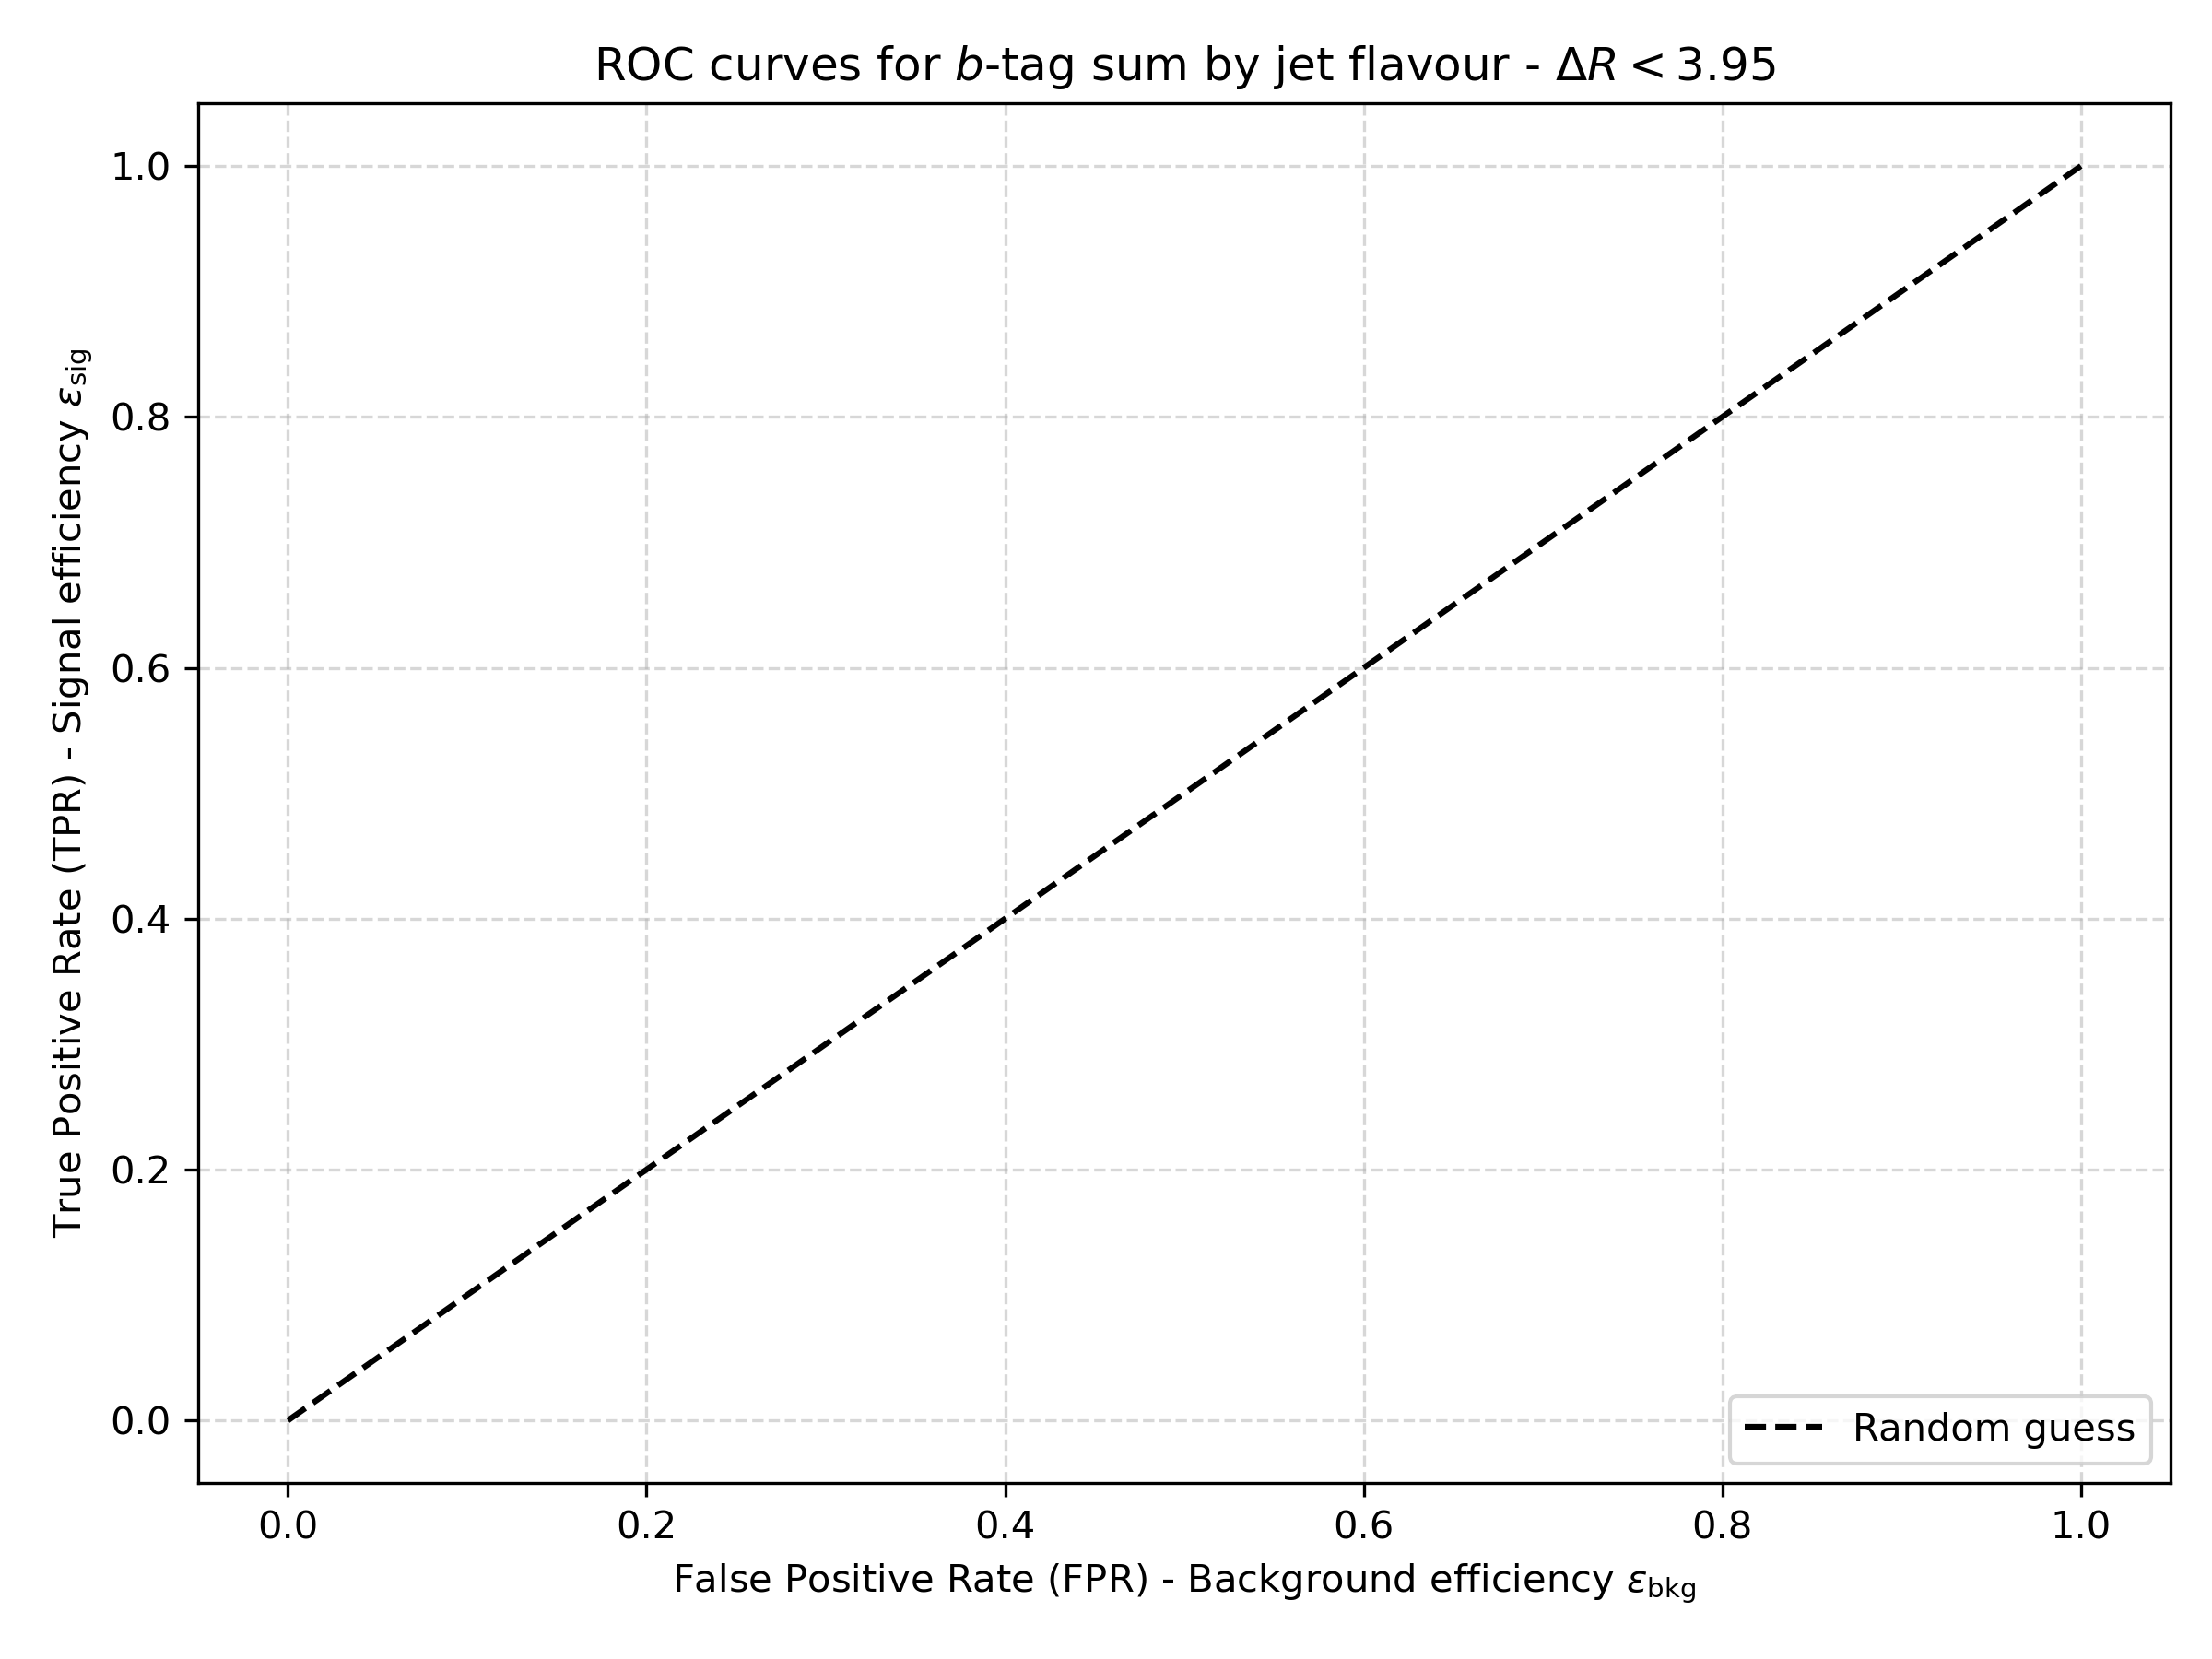 ROC curves for b-tag sum by jet flavour - ΔR < 3.95
True Positive Rate (TPR) - Signal efficiency ε_sig
1.0
0.8
0.6
0.4
0.2
0.0
Random guess
0.0 0.2 0.4 0.6 0.8 1.0
False Positive Rate (FPR) - Background efficiency ε_bkg